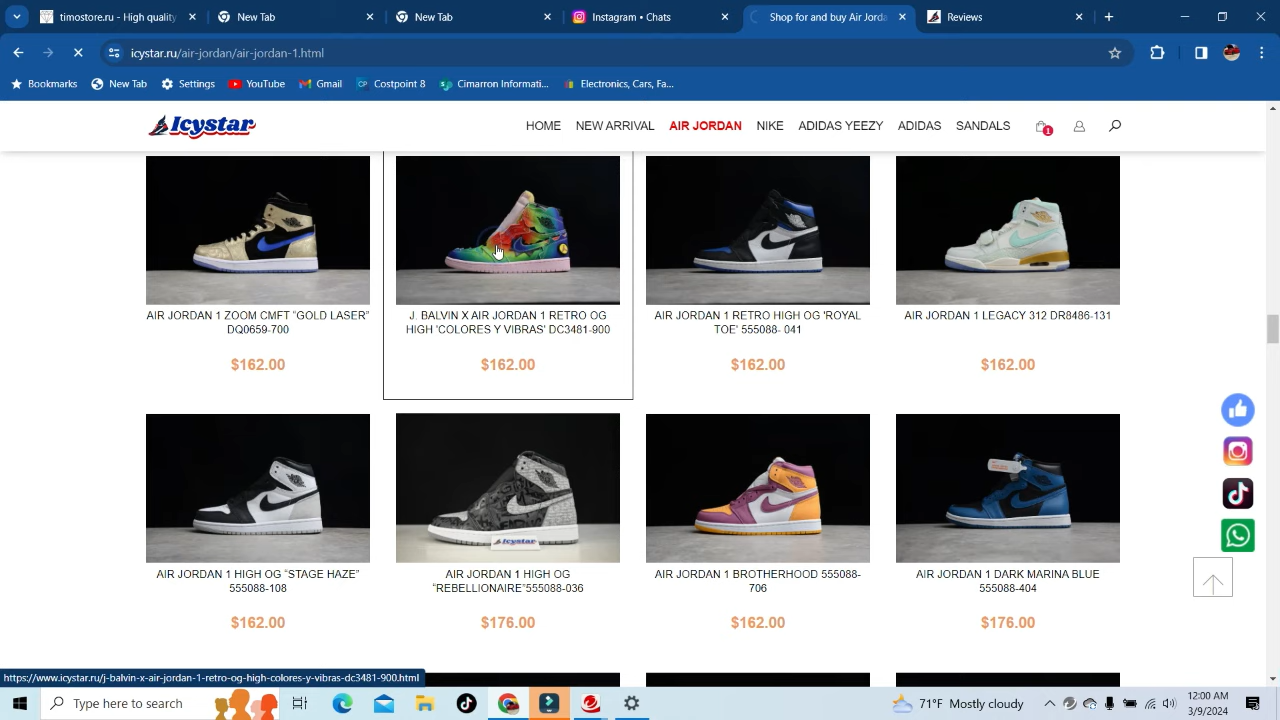 timostores - Google
New Tab
New Tab
Instagram • Chats
Shop for and buy Air Jorda
Reviews
icystar.ru/air-jordan/air-jordan-1.html
Bookmarks
New Tab
Settings
YouTube
Gmail
CP Costpoint 8
Cimarron Informati...
Electronics, Cars, Fa...
Icystar
HOME
NEW ARRIVAL
AIR JORDAN
NIKE
ADIDAS YEEZY
ADIDAS
SANDALS
1
AIR JORDAN 1 ZOOM CMFT “GOLD LASER”
DQ0659-700
$162.00
J. BALVIN X AIR JORDAN 1 RETRO OG
HIGH 'COLORES Y VIBRAS' DC3481-900
$162.00
AIR JORDAN 1 RETRO HIGH OG 'ROYAL
TOE' 555088- 041
$162.00
AIR JORDAN 1 LEGACY 312 DR8486-131
$162.00
AIR JORDAN 1 HIGH OG “STAGE HAZE”
555088-108
$162.00
Icystar
AIR JORDAN 1 HIGH OG
“REBELLIONAIRE”555088-036
$176.00
AIR JORDAN 1 BROTHERHOOD 555088-
706
$162.00
AIR JORDAN 1 DARK MARINA BLUE
555088-404
$176.00
https://www.icystar.ru/j-balvin-x-air-jordan-1-retro-og-high-colores-y-vibras-dc3481-900.html
Type here to search
71°F Mostly cloudy
12:00 AM
3/9/2024